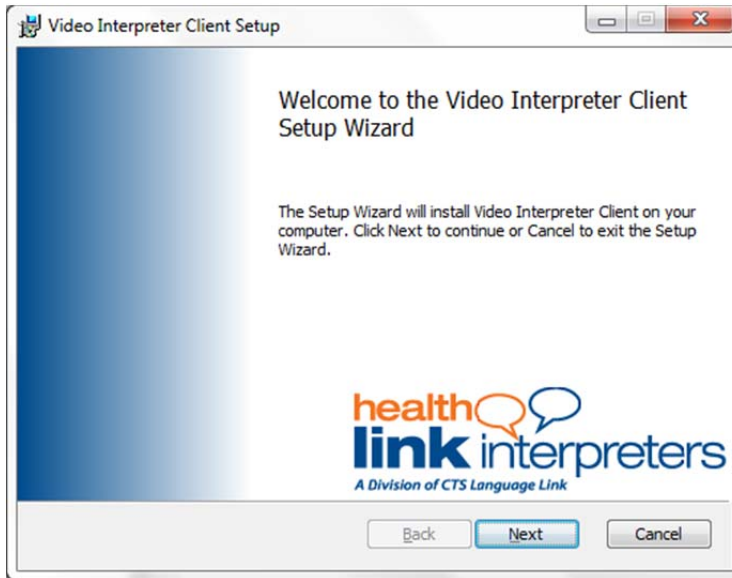 Video Interpreter Client Setup
Welcome to the Video Interpreter Client
Setup Wizard
The Setup Wizard will install Video Interpreter Client on your
computer. Click Next to continue or Cancel to exit the Setup
Wizard.
health
link interpreters
A Division of CTS Language Link
Back Next Cancel